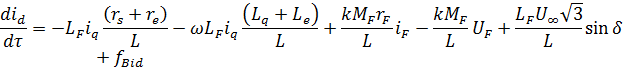 di_d/dτ = −L_F i_q (r_s + r_e)/L − ωL_F i_q (L_q + L_e)/L + kM_F r_F/L i_F − kM_F/L U_F + L_F U_∞ √3/L sin δ
+ f_Bid